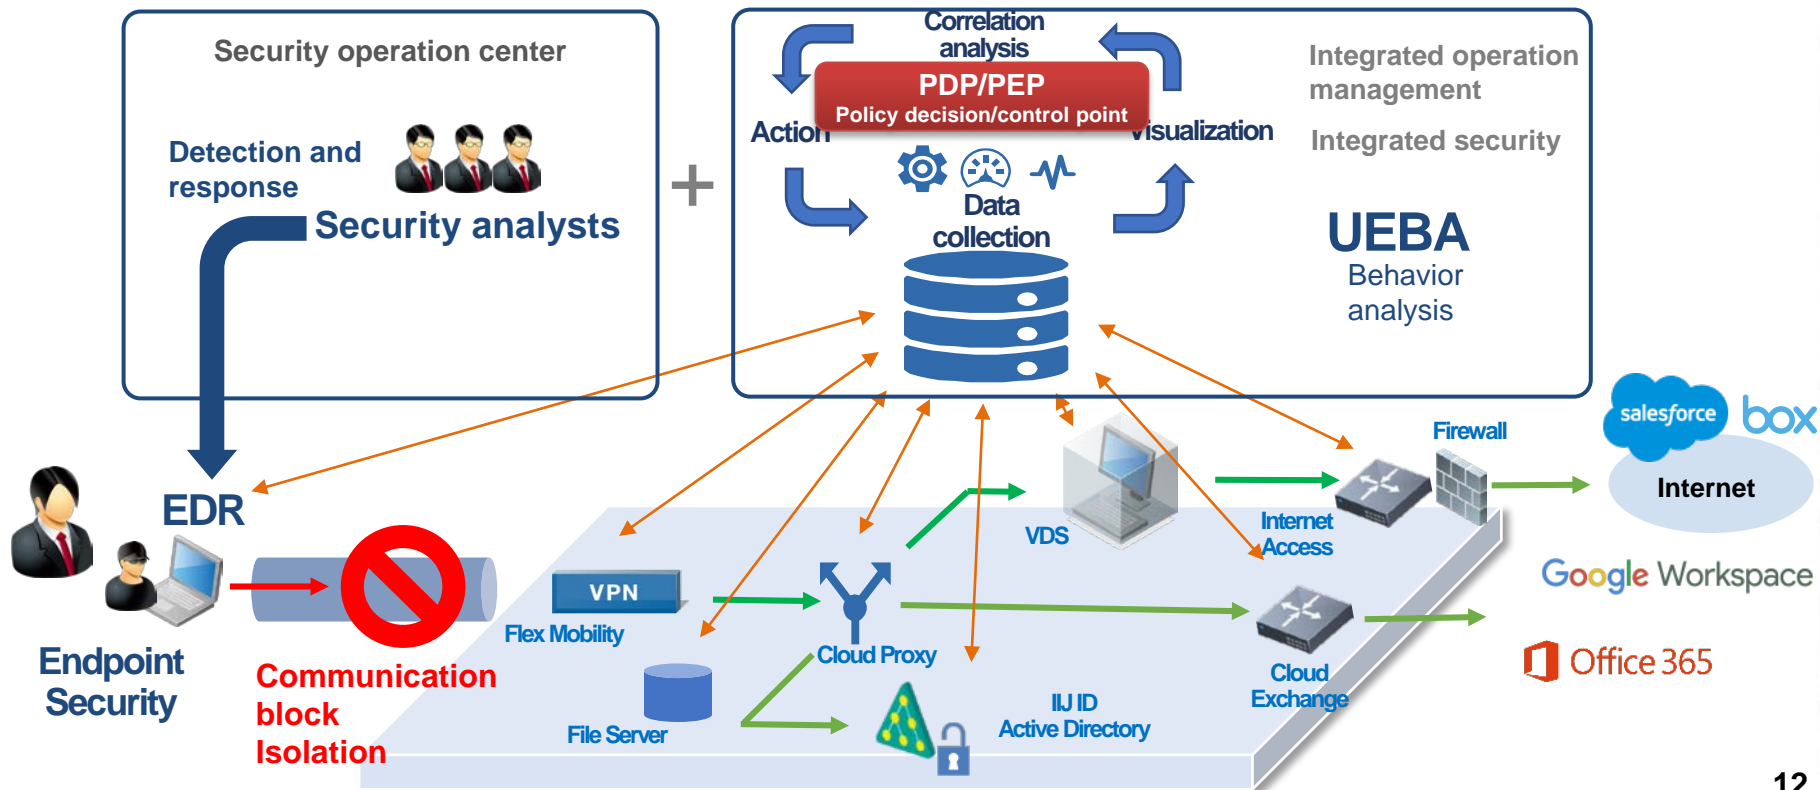 Security operation center
Detection and
response
Security analysts
+
Correlation
analysis
PDP/PEP
Policy decision/control point
Action
Visualization
Data
collection
Integrated operation
management
Integrated security
UEBA
Behavior
analysis
EDR
Endpoint
Security
Communication
block
Isolation
VPN
Flex Mobility
File Server
Cloud Proxy
VDS
IIJ ID
Active Directory
Internet
Access
Cloud
Exchange
Firewall
salesforce
box
Internet
Google Workspace
Office 365
12